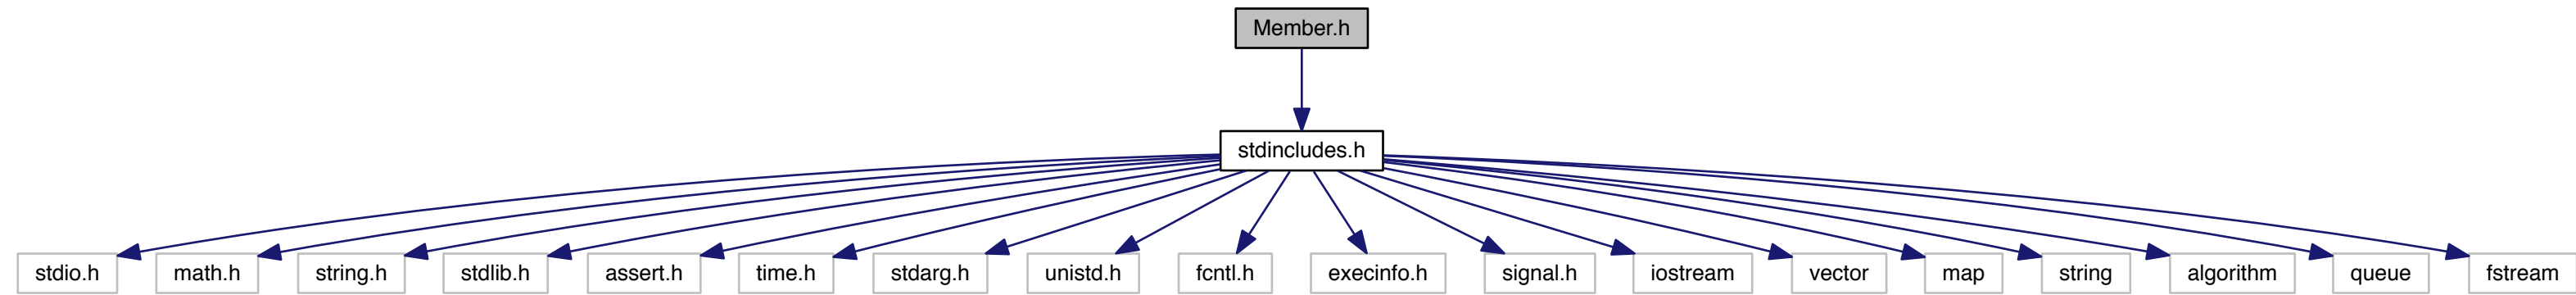 Member.h
stdincludes.h
stdio.h
math.h
string.h
stdlib.h
assert.h
time.h
stdarg.h
unistd.h
fcntl.h
execinfo.h
signal.h
iostream
vector
map
string
algorithm
queue
fstream